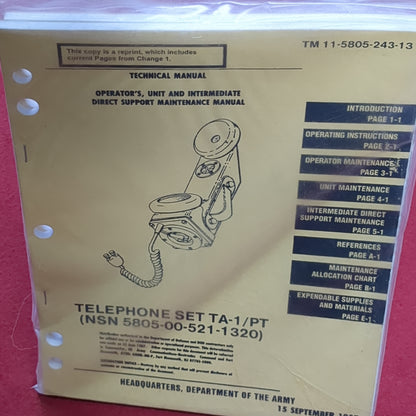 This copy is a reprint, which includes
current Pages from Change 1.
TM 11-5805-243-13
TECHNICAL MANUAL
OPERATOR'S, UNIT AND INTERMEDIATE
DIRECT SUPPORT MAINTENANCE MANUAL
INTRODUCTION
PAGE 1-1
OPERATING INSTRUCTIONS
PAGE 2-1
OPERATOR MAINTENANCE
PAGE 3-1
UNIT MAINTENANCE
PAGE 4-1
INTERMEDIATE DIRECT
SUPPORT MAINTENANCE
PAGE 5-1
REFERENCES
PAGE A-1
MAINTENANCE
ALLOCATION CHART
PAGE B-1
EXPENDABLE SUPPLIES
AND MATERIALS
PAGE E-1
TELEPHONE SET TA-1/PT
(NSN 5805-00-521-1320)
HEADQUARTERS, DEPARTMENT OF THE ARMY
15 SEPTEMBER